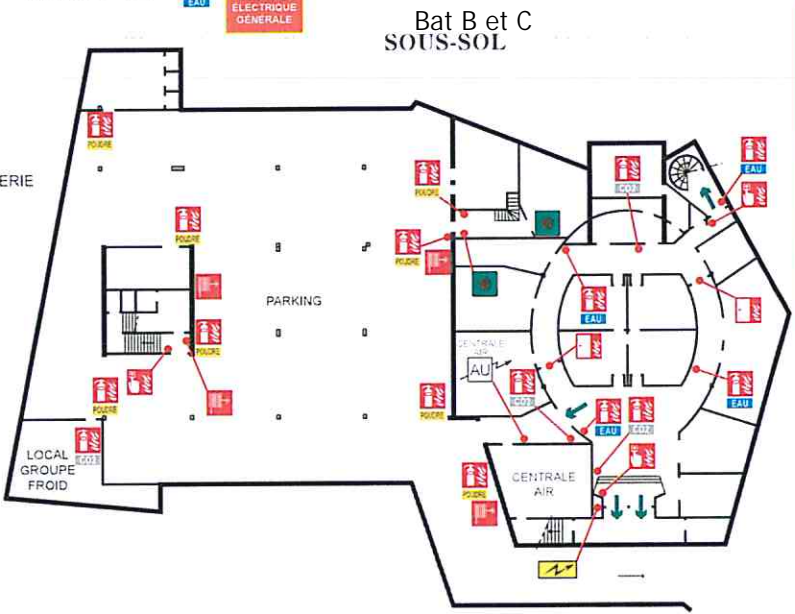 EAU
ÉLECTRIQUE
GÉNÉRALE
Bat B et C
SOUS-SOL
POUDRE
EAU
CO2
ERIE
POUDRE
POUDRE
POUDRE
PARKING
EAU
CENTRALE
AIR
AU
POUDRE
POUDRE
CO2
POUDRE
EAU
EAU
CO2
LOCAL
GROUPE
FROID
CO2
CENTRALE
AIR
POUDRE